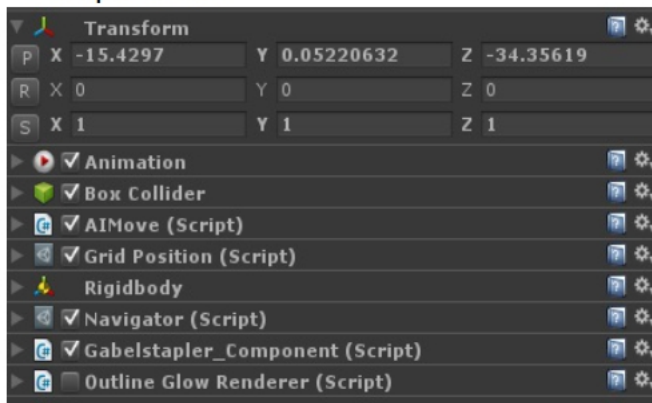 Transform
P X -15.4297 Y 0.05220632 Z -34.35619
R X 0 Y 0 Z 0
S X 1 Y 1 Z 1
Animation
Box Collider
AIMove (Script)
Grid Position (Script)
Rigidbody
Navigator (Script)
Gabelstapler_Component (Script)
Outline Glow Renderer (Script)